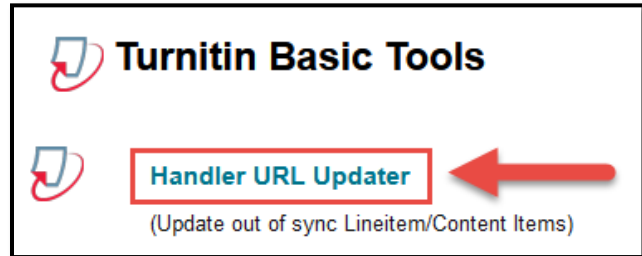 Turnitin Basic Tools
Handler URL Updater
(Update out of sync Lineitem/Content Items)